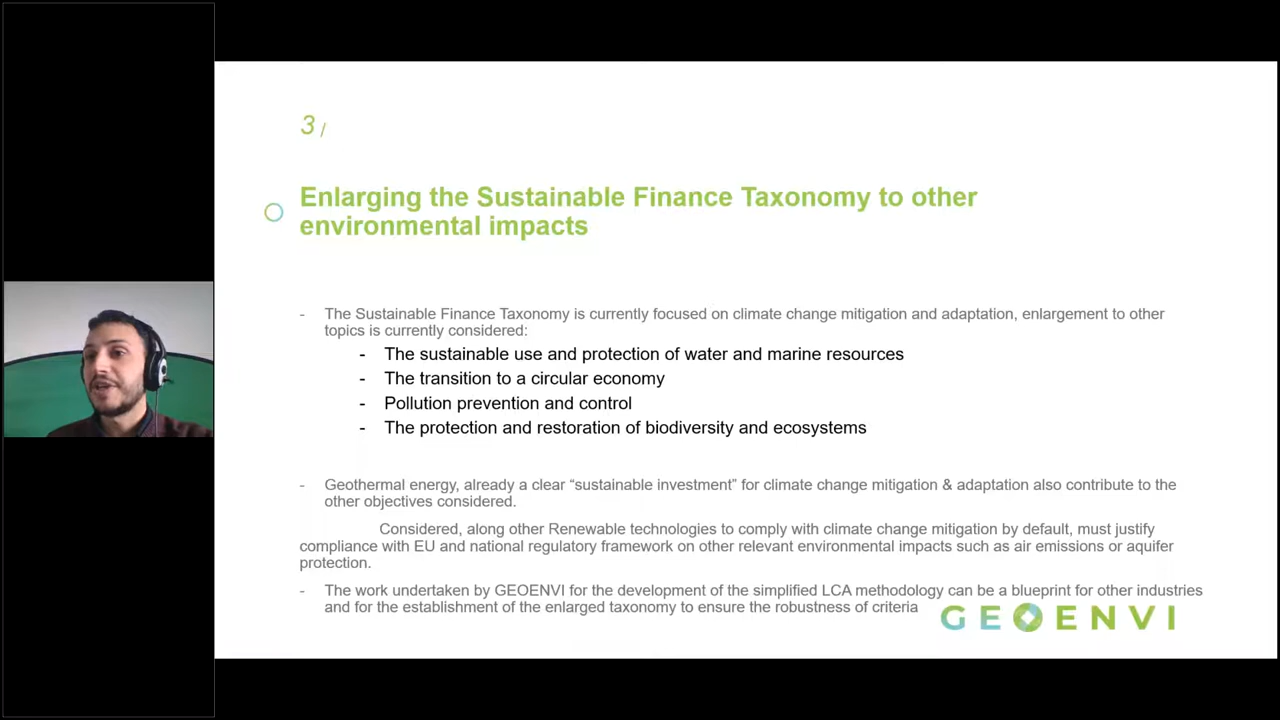 3 /
Enlarging the Sustainable Finance Taxonomy to other
environmental impacts
- The Sustainable Finance Taxonomy is currently focused on climate change mitigation and adaptation, enlargement to other
topics is currently considered:
- The sustainable use and protection of water and marine resources
- The transition to a circular economy
- Pollution prevention and control
- The protection and restoration of biodiversity and ecosystems
- Geothermal energy, already a clear “sustainable investment” for climate change mitigation & adaptation also contribute to the
other objectives considered.
Considered, along other Renewable technologies to comply with climate change mitigation by default, must justify
compliance with EU and national regulatory framework on other relevant environmental impacts such as air emissions or aquifer
protection.
- The work undertaken by GEOENVI for the development of the simplified LCA methodology can be a blueprint for other industries
and for the establishment of the enlarged taxonomy to ensure the robustness of criteria
GEOENVI